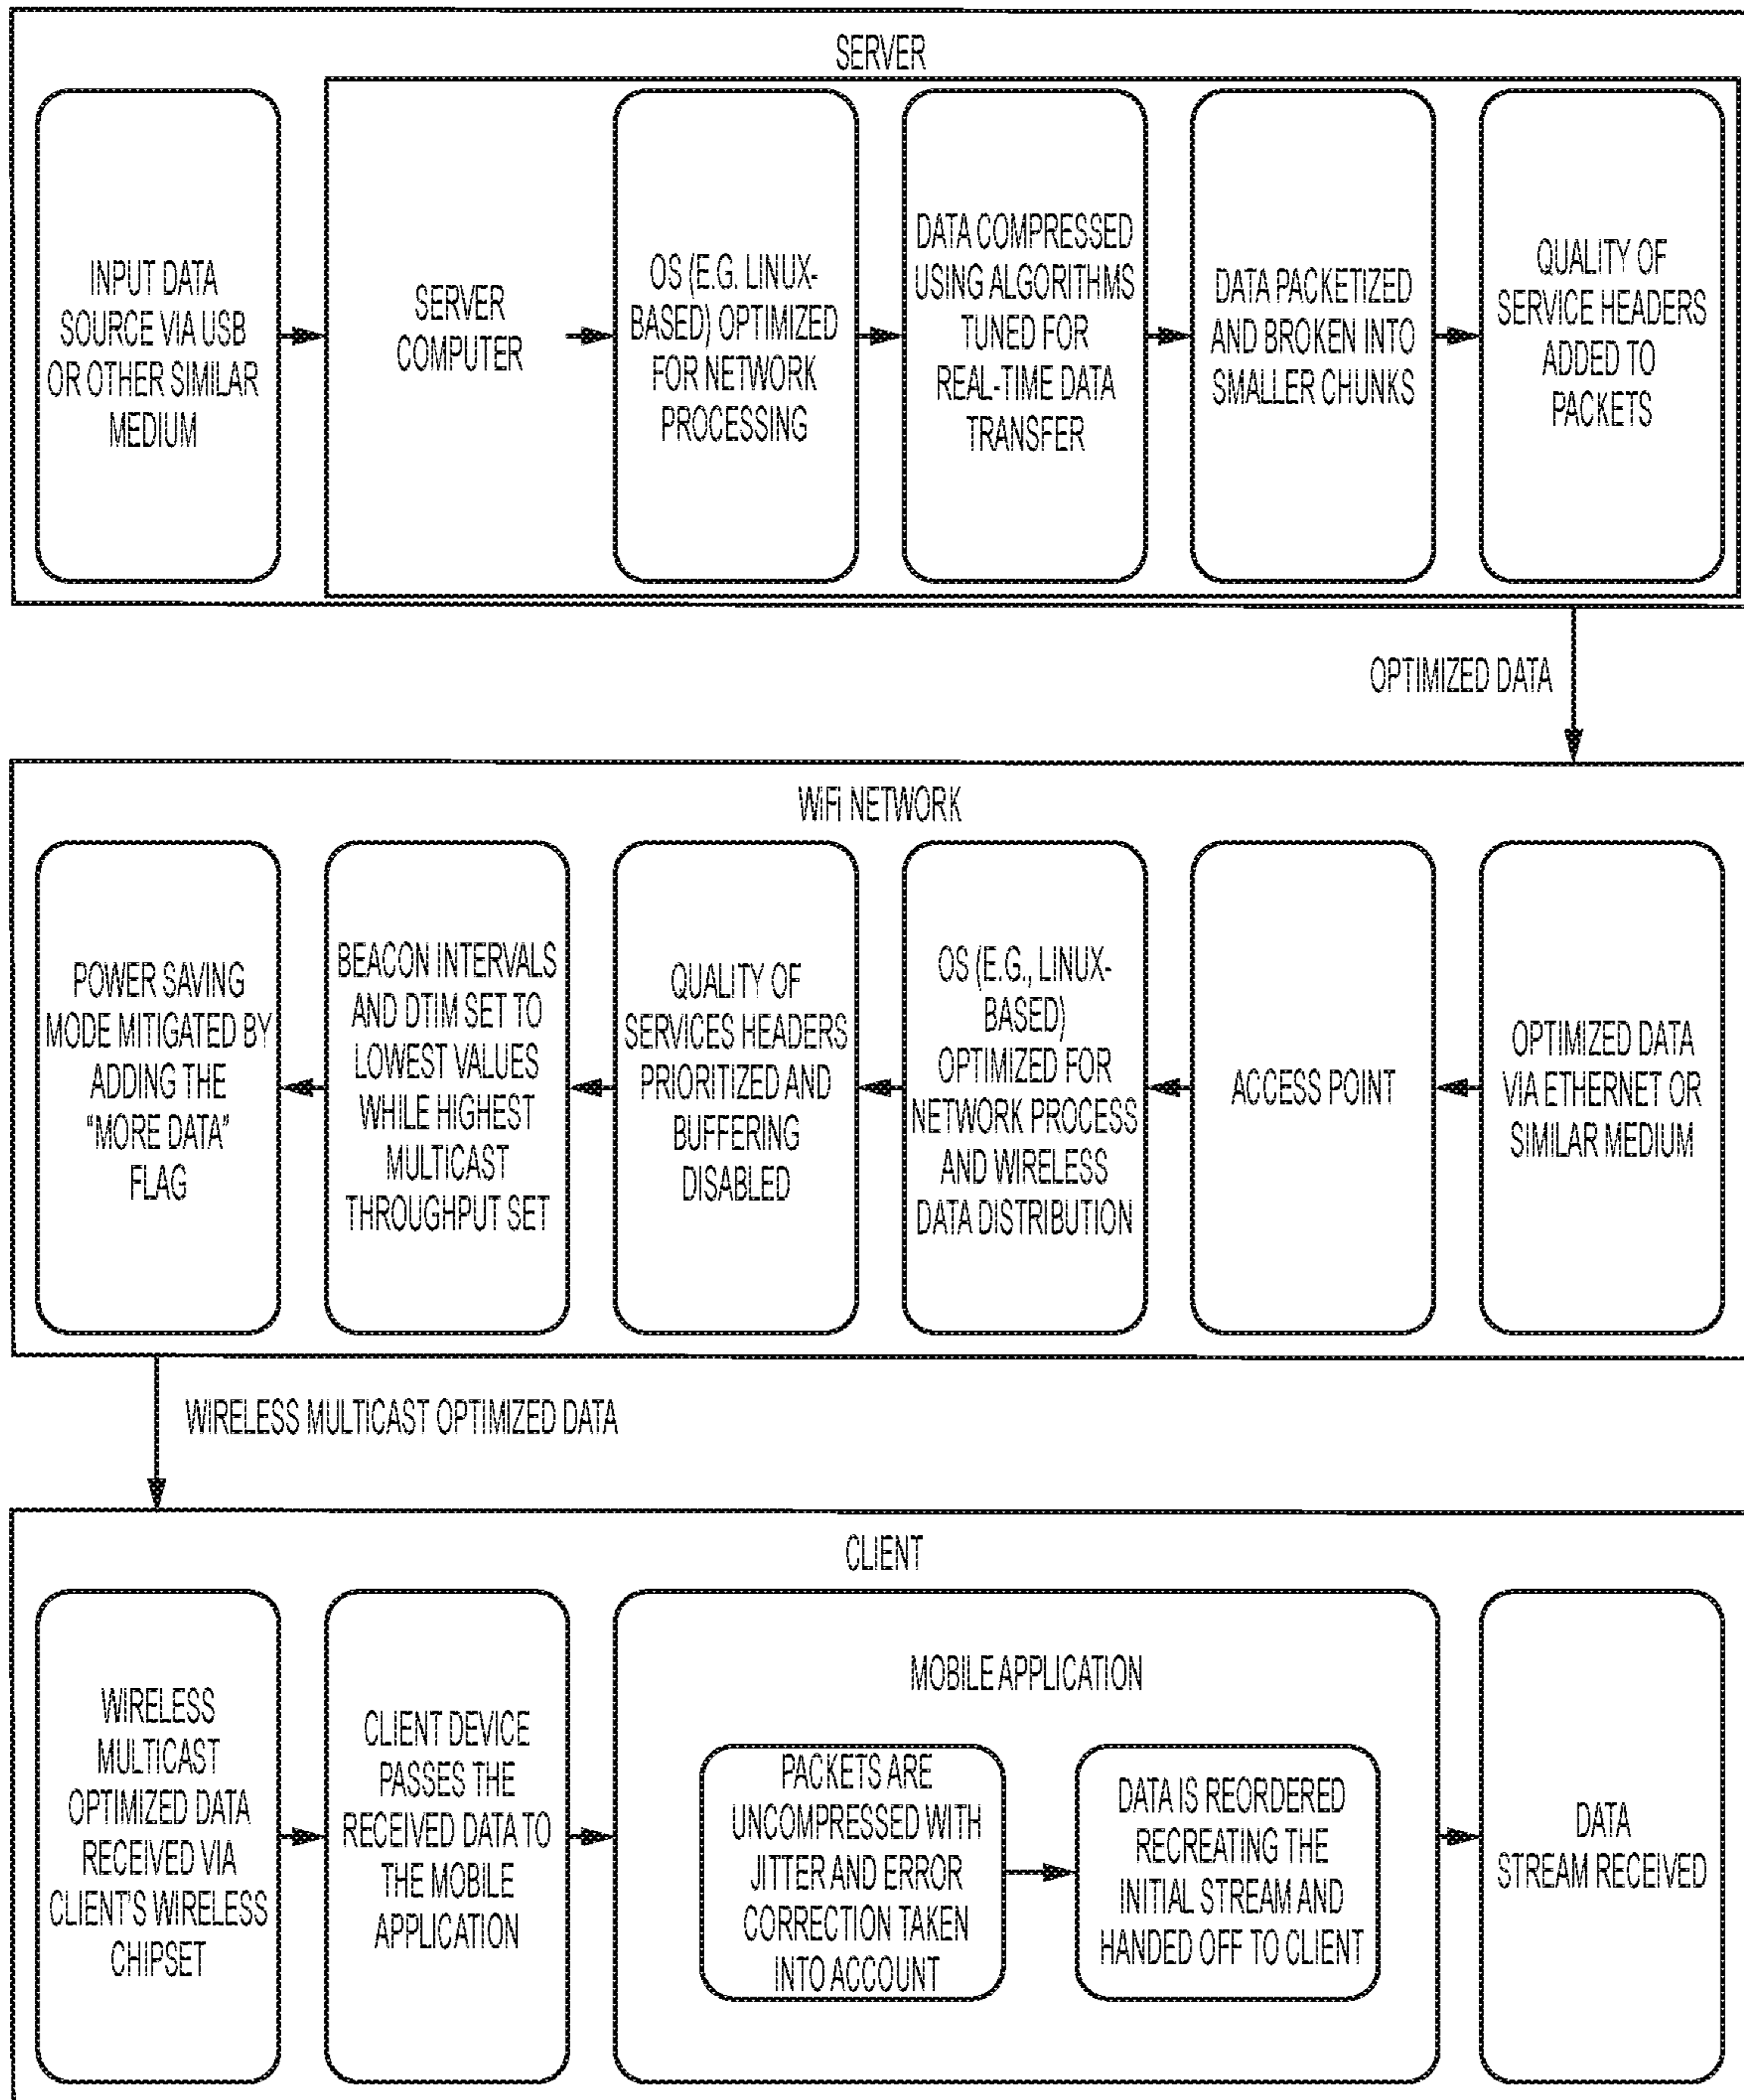 SERVER
INPUT DATA
SOURCE VIA USB
OR OTHER SIMILAR
MEDIUM
SERVER
COMPUTER
OS (E.G. LINUX-
BASED) OPTIMIZED
FOR NETWORK
PROCESSING
DATA COMPRESSED
USING ALGORITHMS
TUNED FOR
REAL-TIME DATA
TRANSFER
DATA PACKETIZED
AND BROKEN INTO
SMALLER CHUNKS
QUALITY OF
SERVICE HEADERS
ADDED TO
PACKETS
OPTIMIZED DATA
WiFi NETWORK
POWER SAVING
MODE MITIGATED BY
ADDING THE
"MORE DATA"
FLAG
BEACON INTERVALS
AND DTIM SET TO
LOWEST VALUES
WHILE HIGHEST
MULTICAST
THROUGHPUT SET
QUALITY OF
SERVICES HEADERS
PRIORITIZED AND
BUFFERING
DISABLED
OS (E.G., LINUX-
BASED)
OPTIMIZED FOR
NETWORK PROCESS
AND WIRELESS
DATA DISTRIBUTION
ACCESS POINT
OPTIMIZED DATA
VIA ETHERNET OR
SIMILAR MEDIUM
WIRELESS MULTICAST OPTIMIZED DATA
CLIENT
WIRELESS
MULTICAST
OPTIMIZED DATA
RECEIVED VIA
CLIENT'S WIRELESS
CHIPSET
CLIENT DEVICE
PASSES THE
RECEIVED DATA TO
THE MOBILE
APPLICATION
MOBILE APPLICATION
PACKETS ARE
UNCOMPRESSED WITH
JITTER AND ERROR
CORRECTION TAKEN
INTO ACCOUNT
DATA IS REORDERED
RECREATING THE
INITIAL STREAM AND
HANDED OFF TO CLIENT
DATA
STREAM RECEIVED